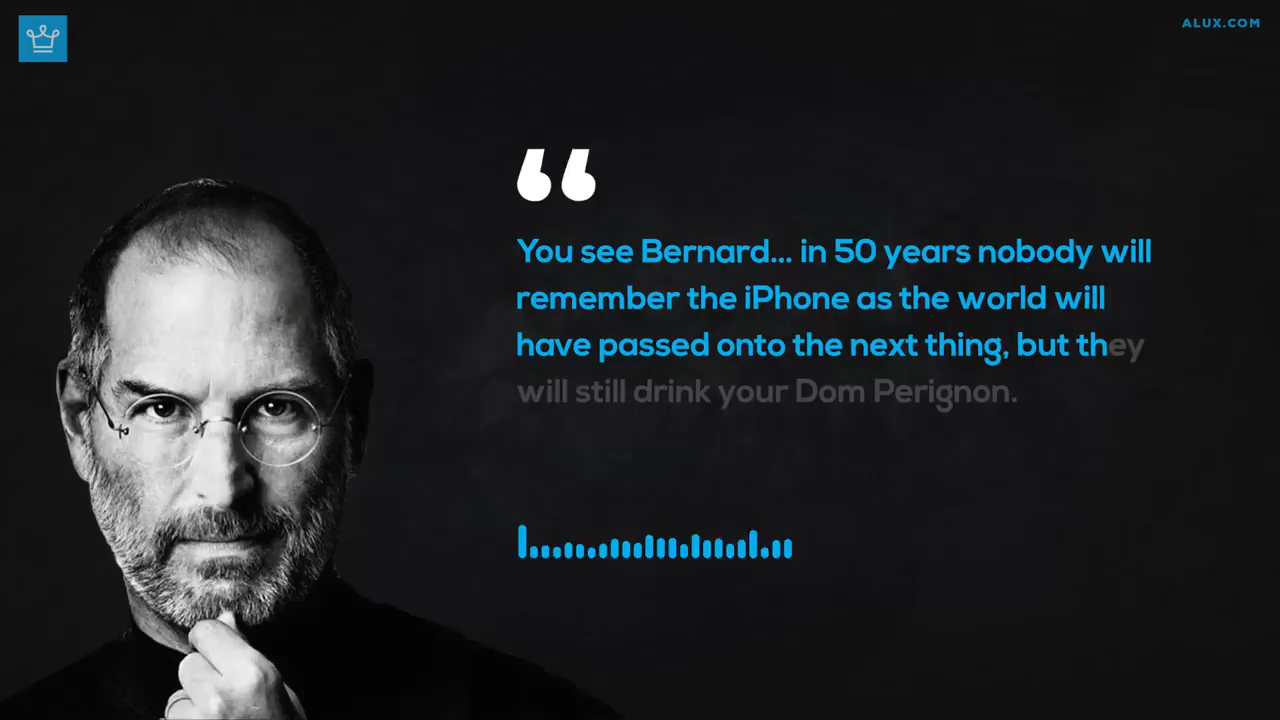 ALUX.COM
“
You see Bernard... in 50 years nobody will
remember the iPhone as the world will
have passed onto the next thing, but they
will still drink your Dom Perignon.